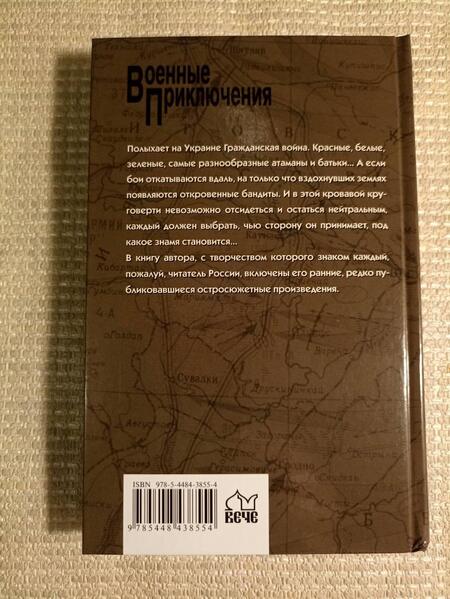 Военные
Приключения
Полыхает на Украине Гражданская война. Красные, белые,
зеленые, самые разнообразные атаманы и батьки... А если
бои откатываются вдаль, на только что вздохнувших землях
появляются откровенные бандиты. И в этой кровавой кру-
говерти невозможно отсидеться и остаться нейтральным,
каждый должен выбрать, чью сторону он принимает, под
какое знамя становится...
В книгу автора, с творчеством которого знаком каждый,
пожалуй, читатель России, включены его ранние, редко пу-
бликовавшиеся остросюжетные произведения.
Сувалки
Друскининкай
ISBN 978-5-4484-3855-4
9 785448 438554
ВЕЧЕ